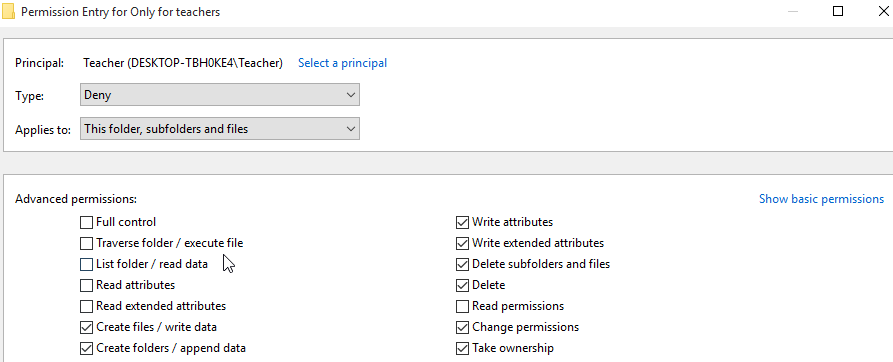 Permission Entry for Only for teachers
Principal: Teacher (DESKTOP-TBH0KE4\Teacher) Select a principal
Type: Deny
Applies to: This folder, subfolders and files
Advanced permissions: Show basic permissions
Full control Write attributes
Traverse folder / execute file Write extended attributes
List folder / read data Delete subfolders and files
Read attributes Delete
Read extended attributes Read permissions
Create files / write data Change permissions
Create folders / append data Take ownership